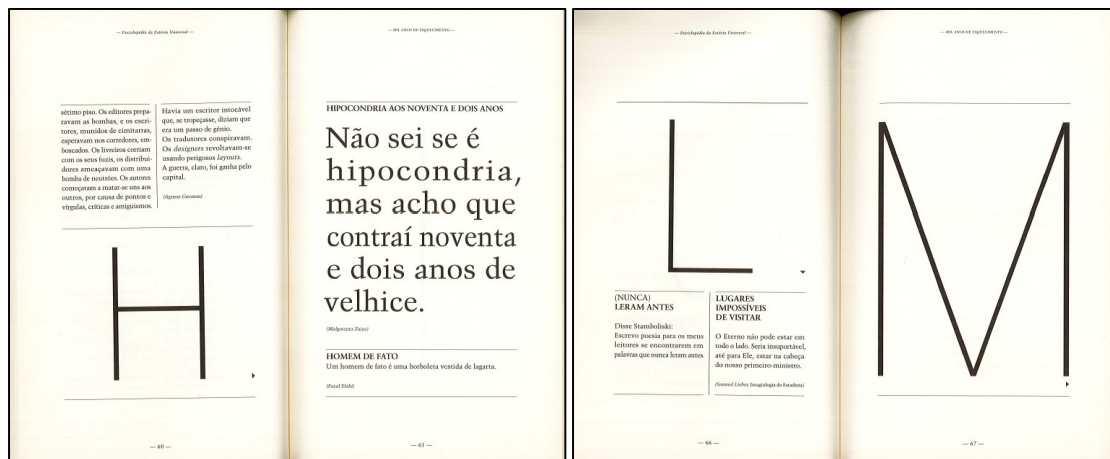 — Enciclopédia da Estória Universal —
sétimo piso. Os editores prepa-
ravam as bombas, e os escri-
tores, munidos de cimitarras,
esperavam nos corredores, em-
boscados. Os livreiros corriam
com os seus fuzis, os distribui-
dores ameaçavam com uma
bomba de neutrões. Os autores
começaram a matar-se uns aos
outros, por causa de pontos e
vírgulas, críticas e amiguismos.
Havia um escritor intocável
que, se tropeçasse, diziam que
era um passo de génio.
Os tradutores conspiravam.
Os designers revoltavam-se
usando perigosos layouts.
A guerra, claro, foi ganha pelo
capital.
(Agnese Guzman)
H
— 60 —
— MIL ANOS DE ESQUECIMENTO —
HIPOCONDRIA AOS NOVENTA E DOIS ANOS
Não sei se é
hipocondria,
mas acho que
contraí noventa
e dois anos de
velhice.
(Malgorzata Zajac)
HOMEM DE FATO
Um homem de fato é uma borboleta vestida de lagarta.
(Fazal Elahi)
— 61 —
— Enciclopédia da Estória Universal —
L
(NUNCA)
LERAM ANTES
Disse Stamboliski:
Escrevo poesia para os meus
leitores se encontrarem em
palavras que nunca leram antes.
LUGARES
IMPOSSÍVEIS
DE VISITAR
O Eterno não pode estar em
todo o lado. Seria insuportável,
até para Ele, estar na cabeça
do nosso primeiro-ministro.
(Samuel Lieber, Imagiologia do Estadista)
— 66 —
— MIL ANOS DE ESQUECIMENTO —
M
— 67 —